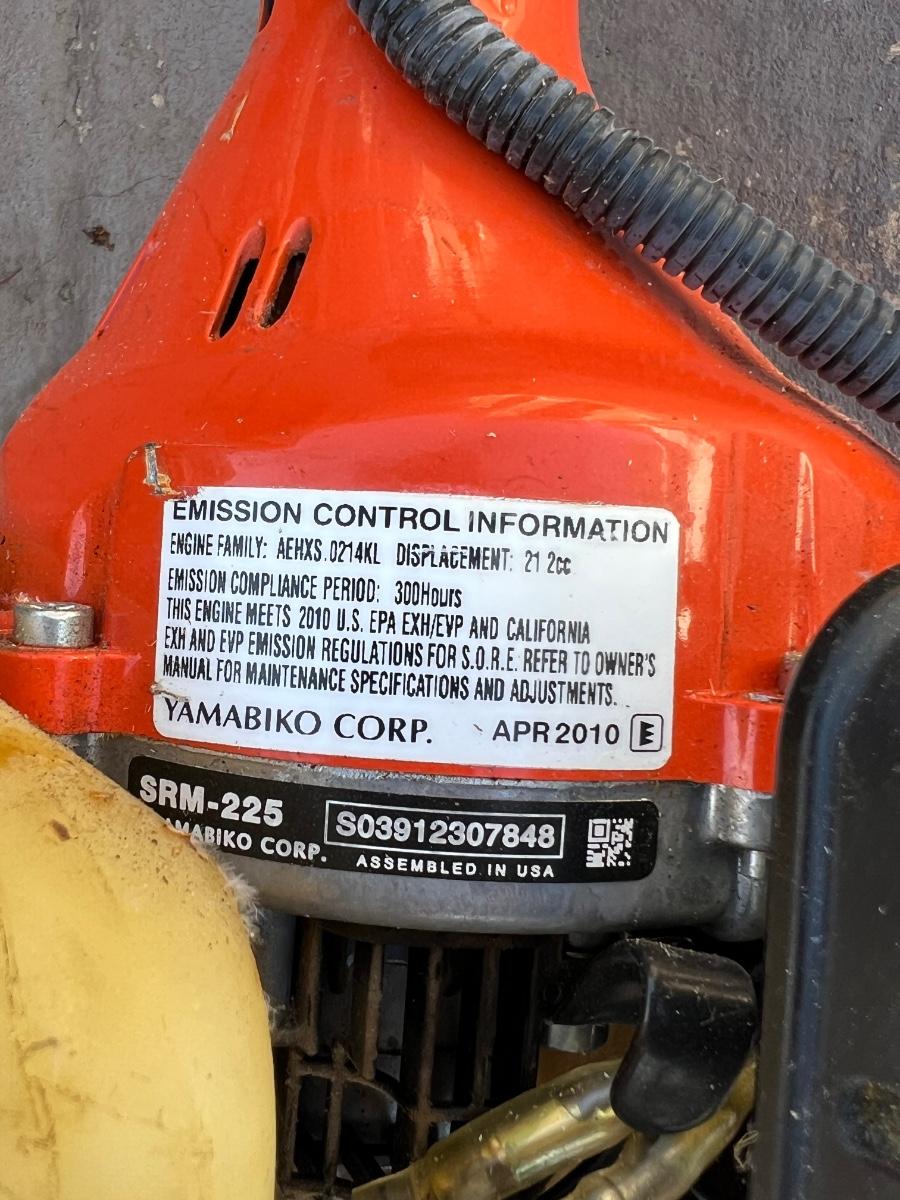 EMISSION CONTROL INFORMATION
ENGINE FAMILY: AEHXS.0214KL DISPLACEMENT: 21.2cc
EMISSION COMPLIANCE PERIOD: 300Hours
THIS ENGINE MEETS 2010 U.S. EPA EXH/EVP AND CALIFORNIA
EXH AND EVP EMISSION REGULATIONS FOR S.O.R.E. REFER TO OWNER'S
MANUAL FOR MAINTENANCE SPECIFICATIONS AND ADJUSTMENTS.
YAMABIKO CORP. APR 2010 E
SRM-225 S03912307848
YAMABIKO CORP. ASSEMBLED IN USA